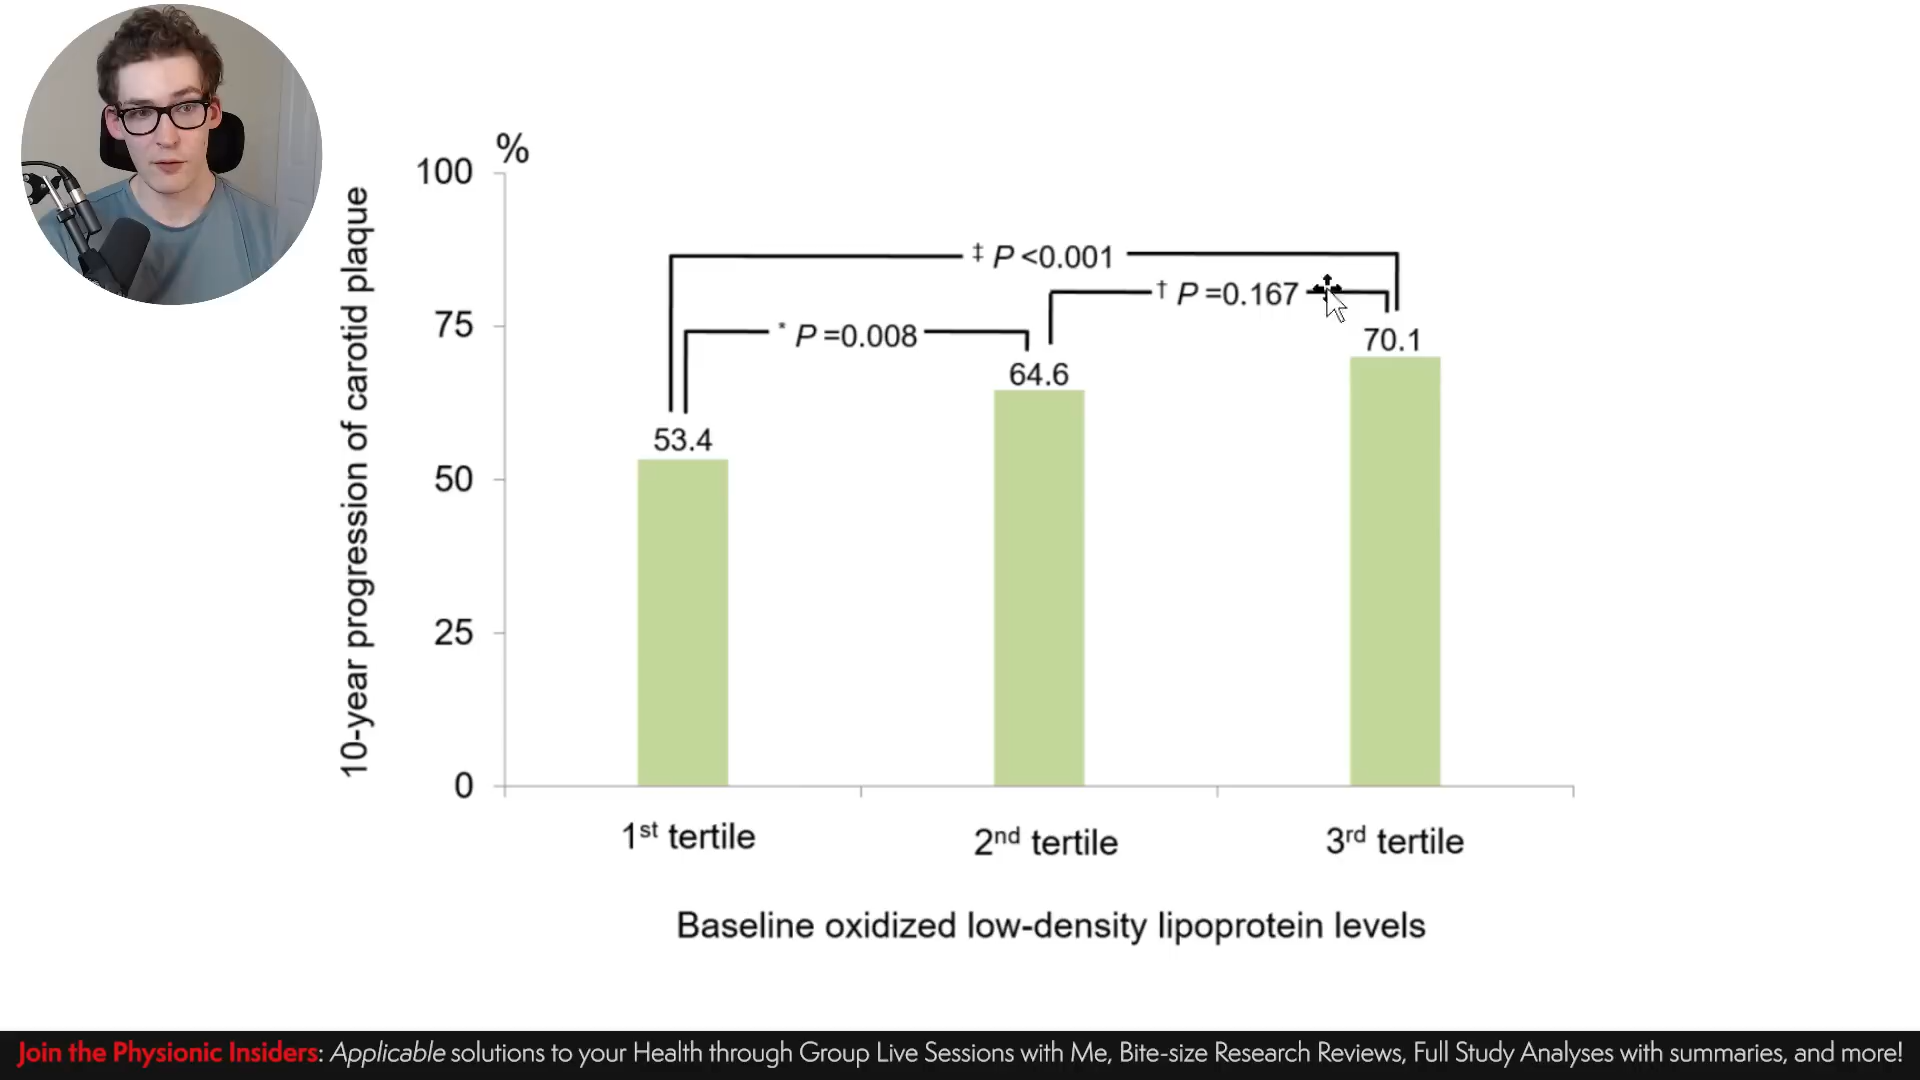 %
100
75
50
25
0
10-year progression of carotid plaque
‡ P <0.001
† P =0.167
* P =0.008
53.4
64.6
70.1
1st tertile
2nd tertile
3rd tertile
Baseline oxidized low-density lipoprotein levels
Join the Physionic Insiders: Applicable solutions to your Health through Group Live Sessions with Me, Bite-size Research Reviews, Full Study Analyses with summaries, and more!